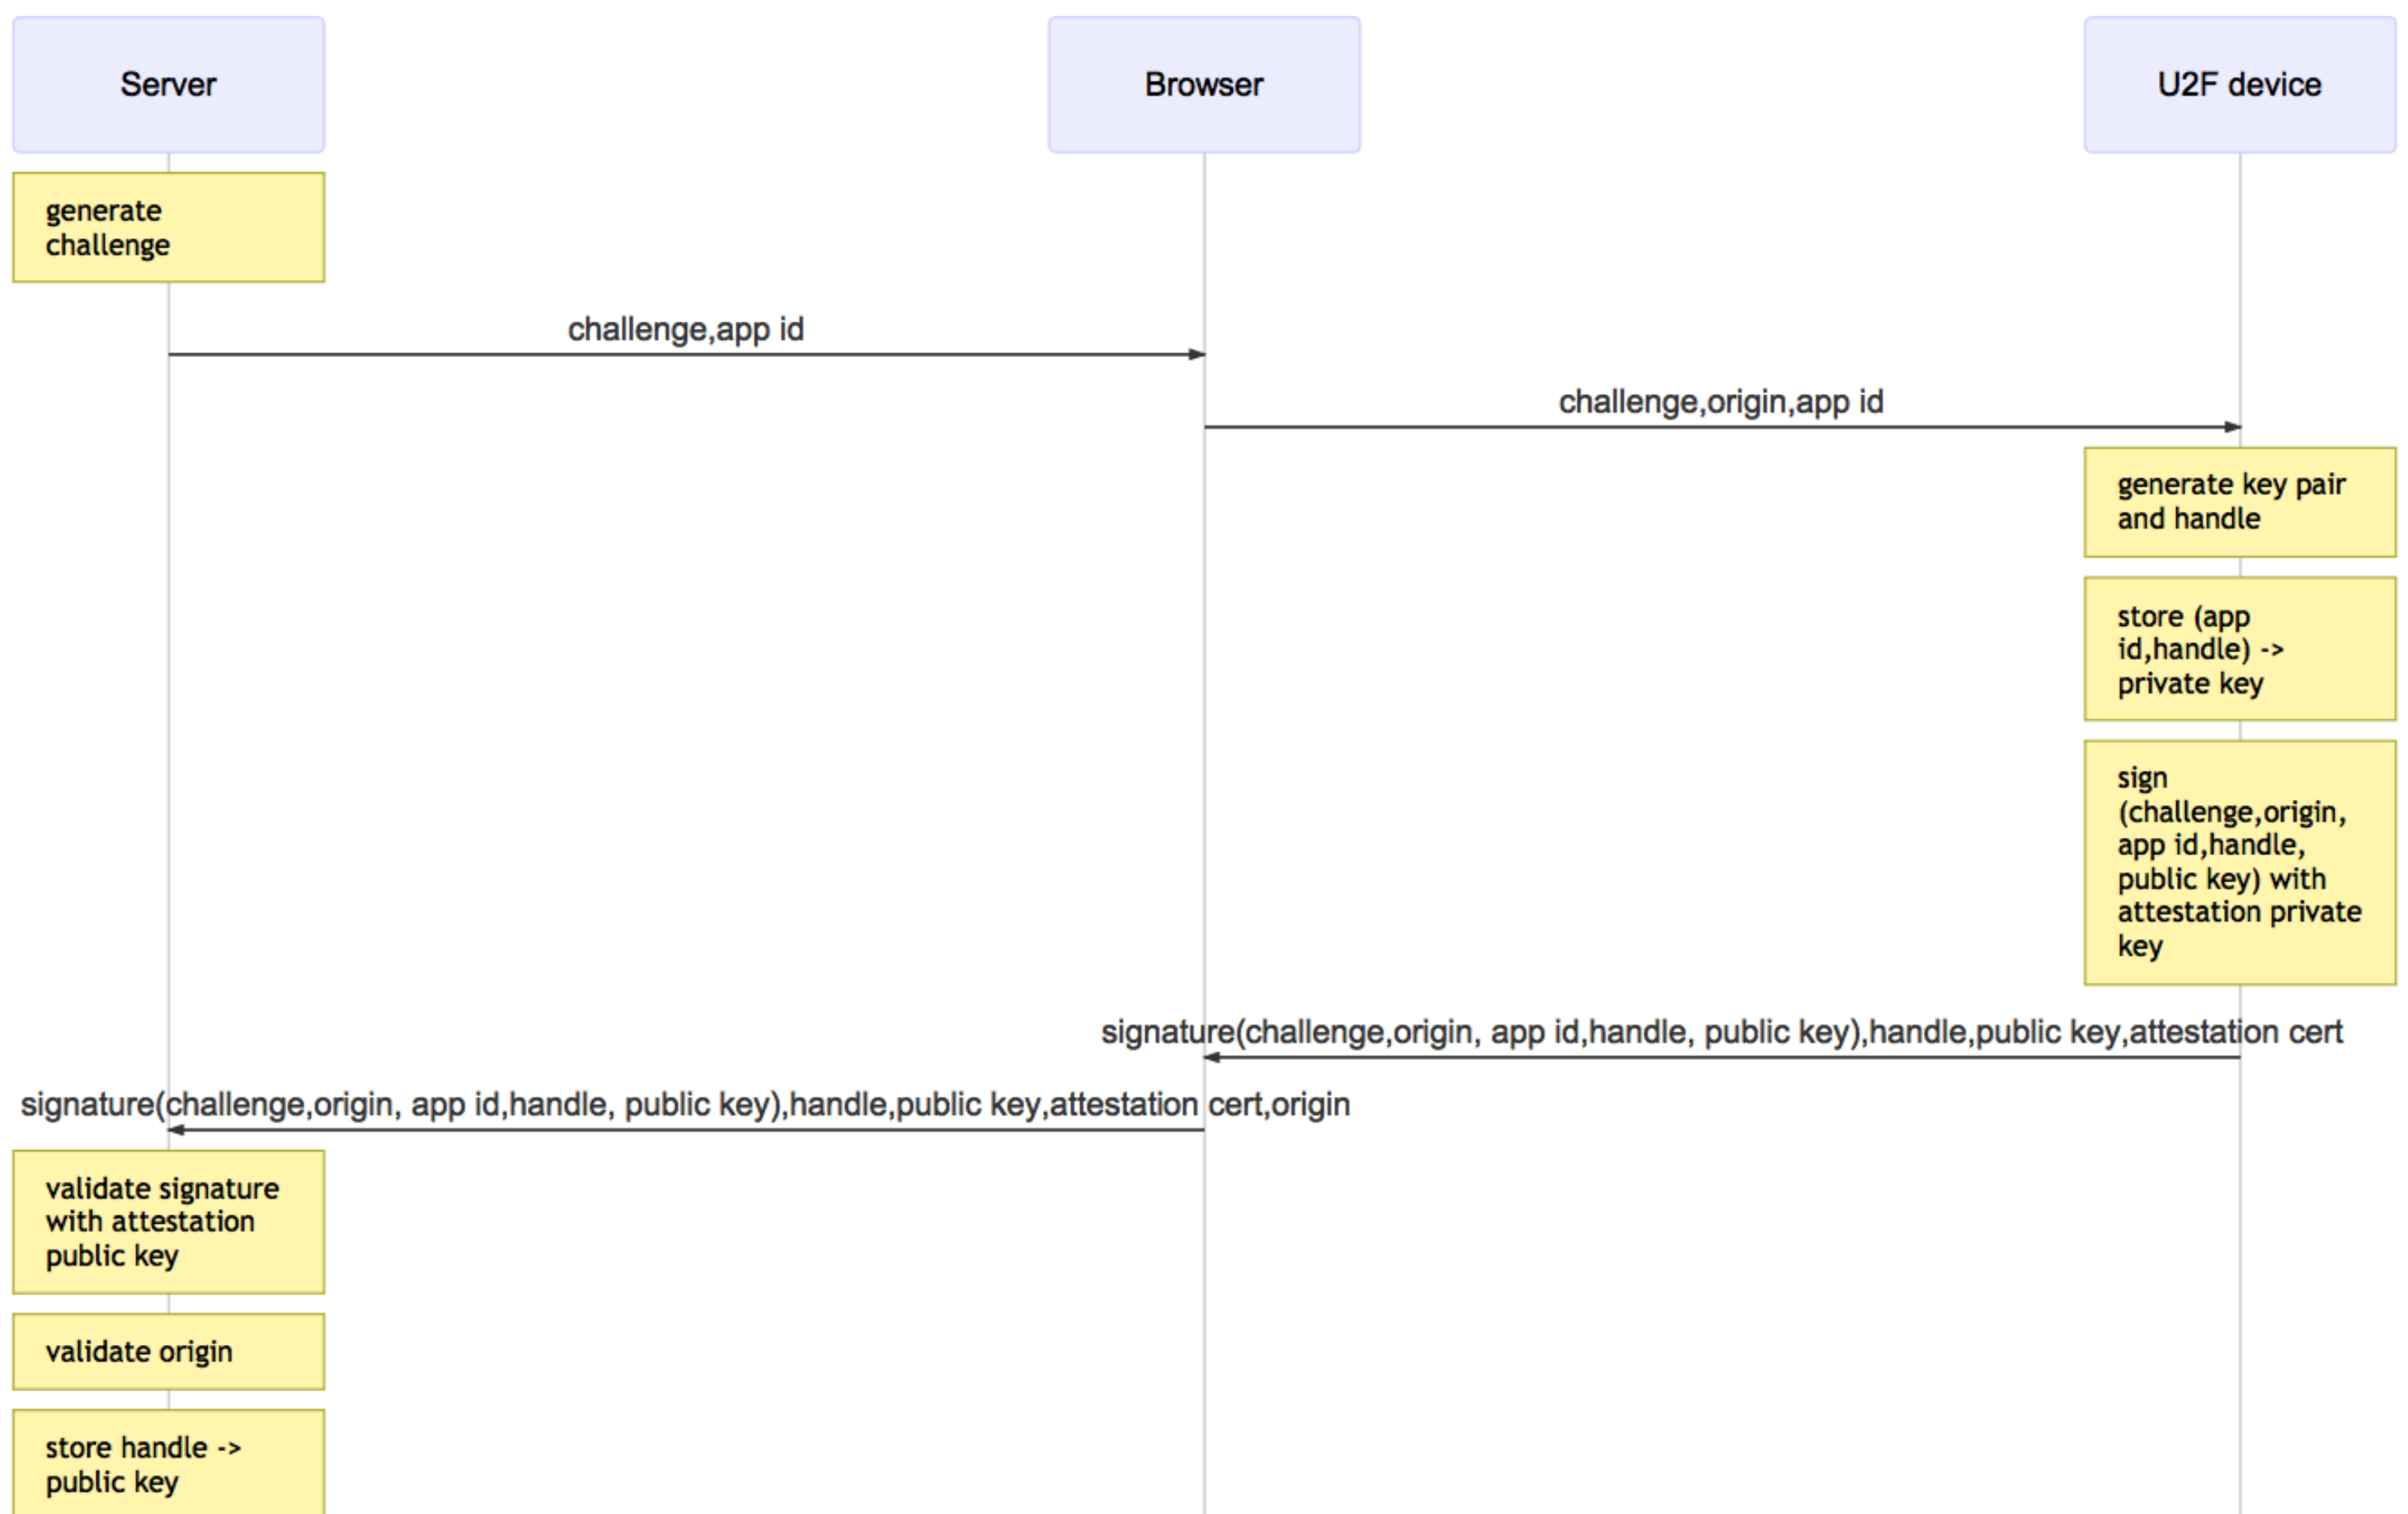 Server
Browser
U2F device
generate
challenge
challenge,app id
challenge,origin,app id
generate key pair
and handle
store (app
id,handle) ->
private key
sign
(challenge,origin,
app id,handle,
public key) with
attestation private
key
signature(challenge,origin, app id,handle, public key),handle,public key,attestation cert
signature(challenge,origin, app id,handle, public key),handle,public key,attestation cert,origin
validate signature
with attestation
public key
validate origin
store handle ->
public key